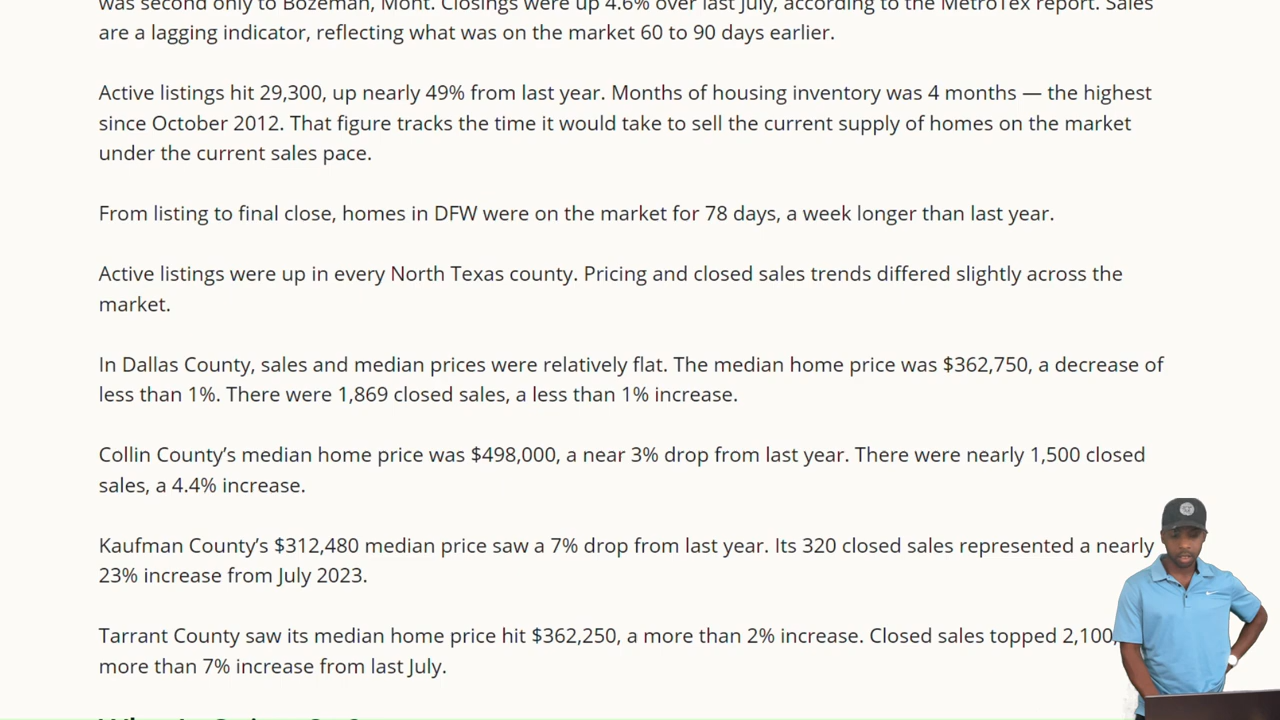 was second only to Bozeman, Mont. Closings were up 4.6% over last July, according to the MetroTex report. Sales
are a lagging indicator, reflecting what was on the market 60 to 90 days earlier.
Active listings hit 29,300, up nearly 49% from last year. Months of housing inventory was 4 months — the highest
since October 2012. That figure tracks the time it would take to sell the current supply of homes on the market
under the current sales pace.
From listing to final close, homes in DFW were on the market for 78 days, a week longer than last year.
Active listings were up in every North Texas county. Pricing and closed sales trends differed slightly across the
market.
In Dallas County, sales and median prices were relatively flat. The median home price was $362,750, a decrease of
less than 1%. There were 1,869 closed sales, a less than 1% increase.
Collin County’s median home price was $498,000, a near 3% drop from last year. There were nearly 1,500 closed
sales, a 4.4% increase.
Kaufman County’s $312,480 median price saw a 7% drop from last year. Its 320 closed sales represented a nearly
23% increase from July 2023.
Tarrant County saw its median home price hit $362,250, a more than 2% increase. Closed sales topped 2,100,
more than 7% increase from last July.